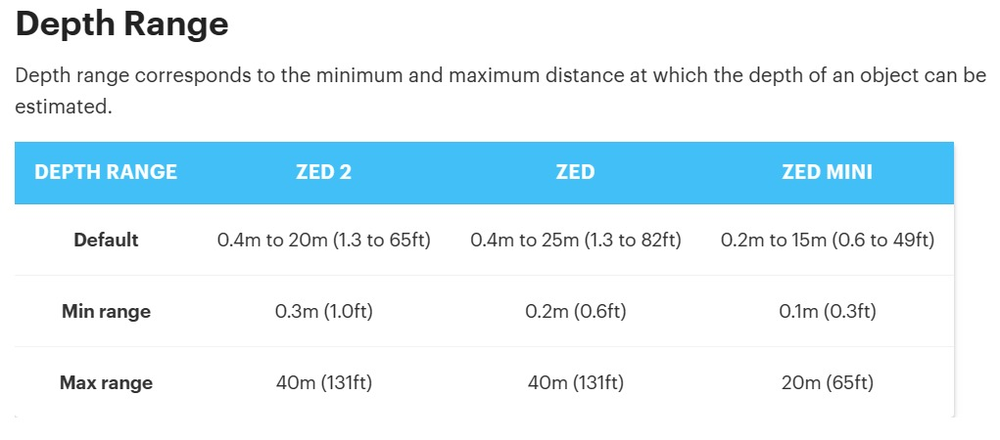 Depth Range
Depth range corresponds to the minimum and maximum distance at which the depth of an object can be
estimated.
DEPTH RANGE ZED 2 ZED ZED MINI
Default 0.4m to 20m (1.3 to 65ft) 0.4m to 25m (1.3 to 82ft) 0.2m to 15m (0.6 to 49ft)
Min range 0.3m (1.0ft) 0.2m (0.6ft) 0.1m (0.3ft)
Max range 40m (131ft) 40m (131ft) 20m (65ft)